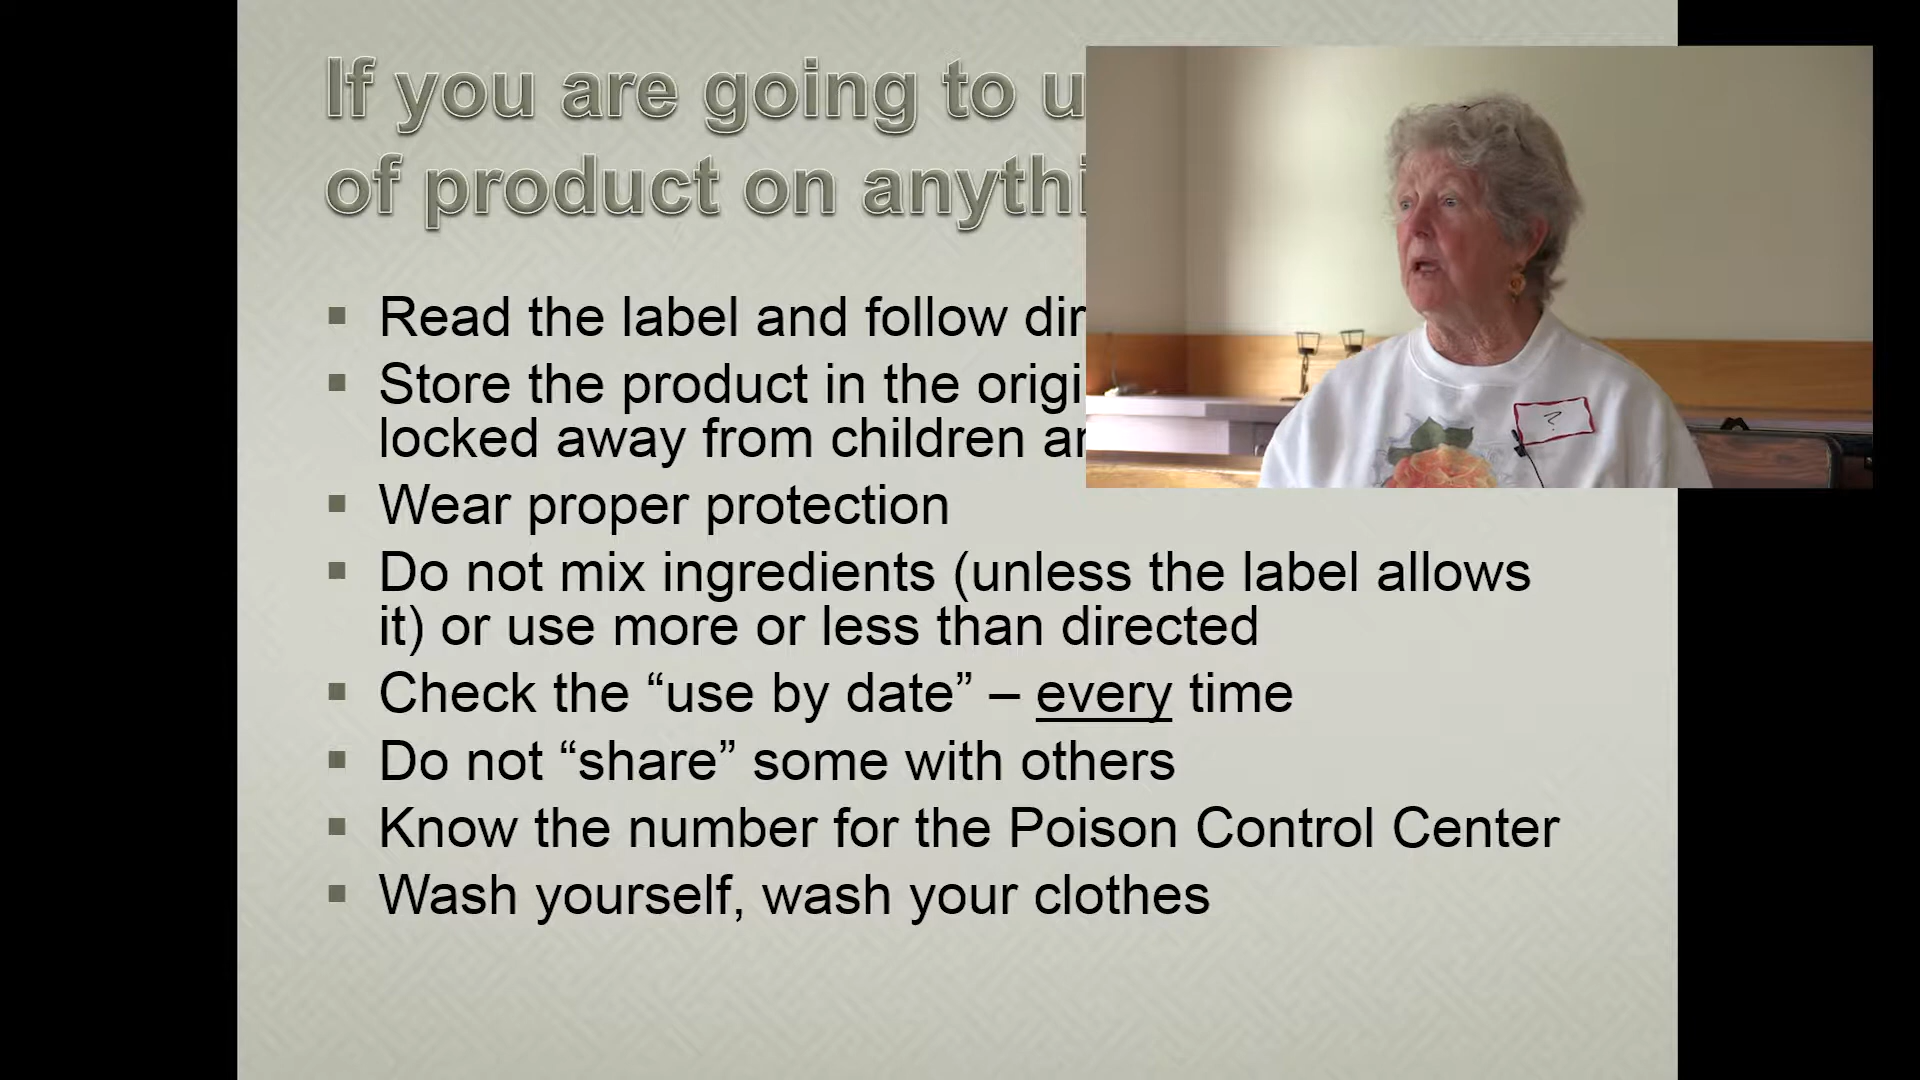 If you are going to u
of product on anythi
Read the label and follow dir
Store the product in the origi
locked away from children ar
Wear proper protection
Do not mix ingredients (unless the label allows
it) or use more or less than directed
Check the “use by date” – every time
Do not “share” some with others
Know the number for the Poison Control Center
Wash yourself, wash your clothes
?